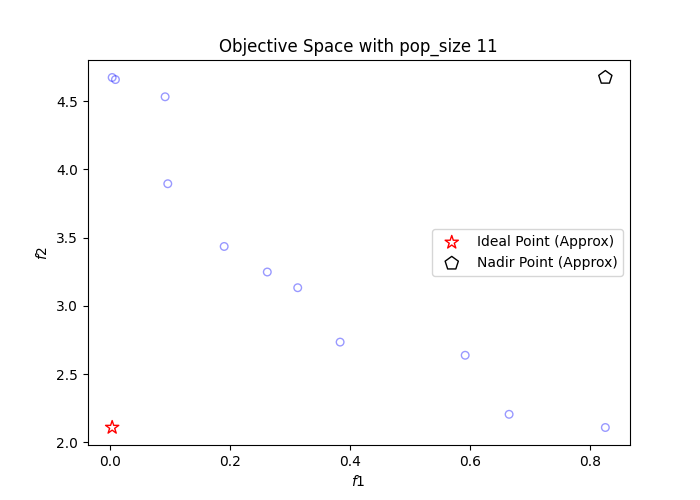 Objective Space with pop_size 11
f2
4.5
4.0
3.5
3.0
2.5
2.0
Ideal Point (Approx)
Nadir Point (Approx)
0.0 0.2 0.4 0.6 0.8
f1